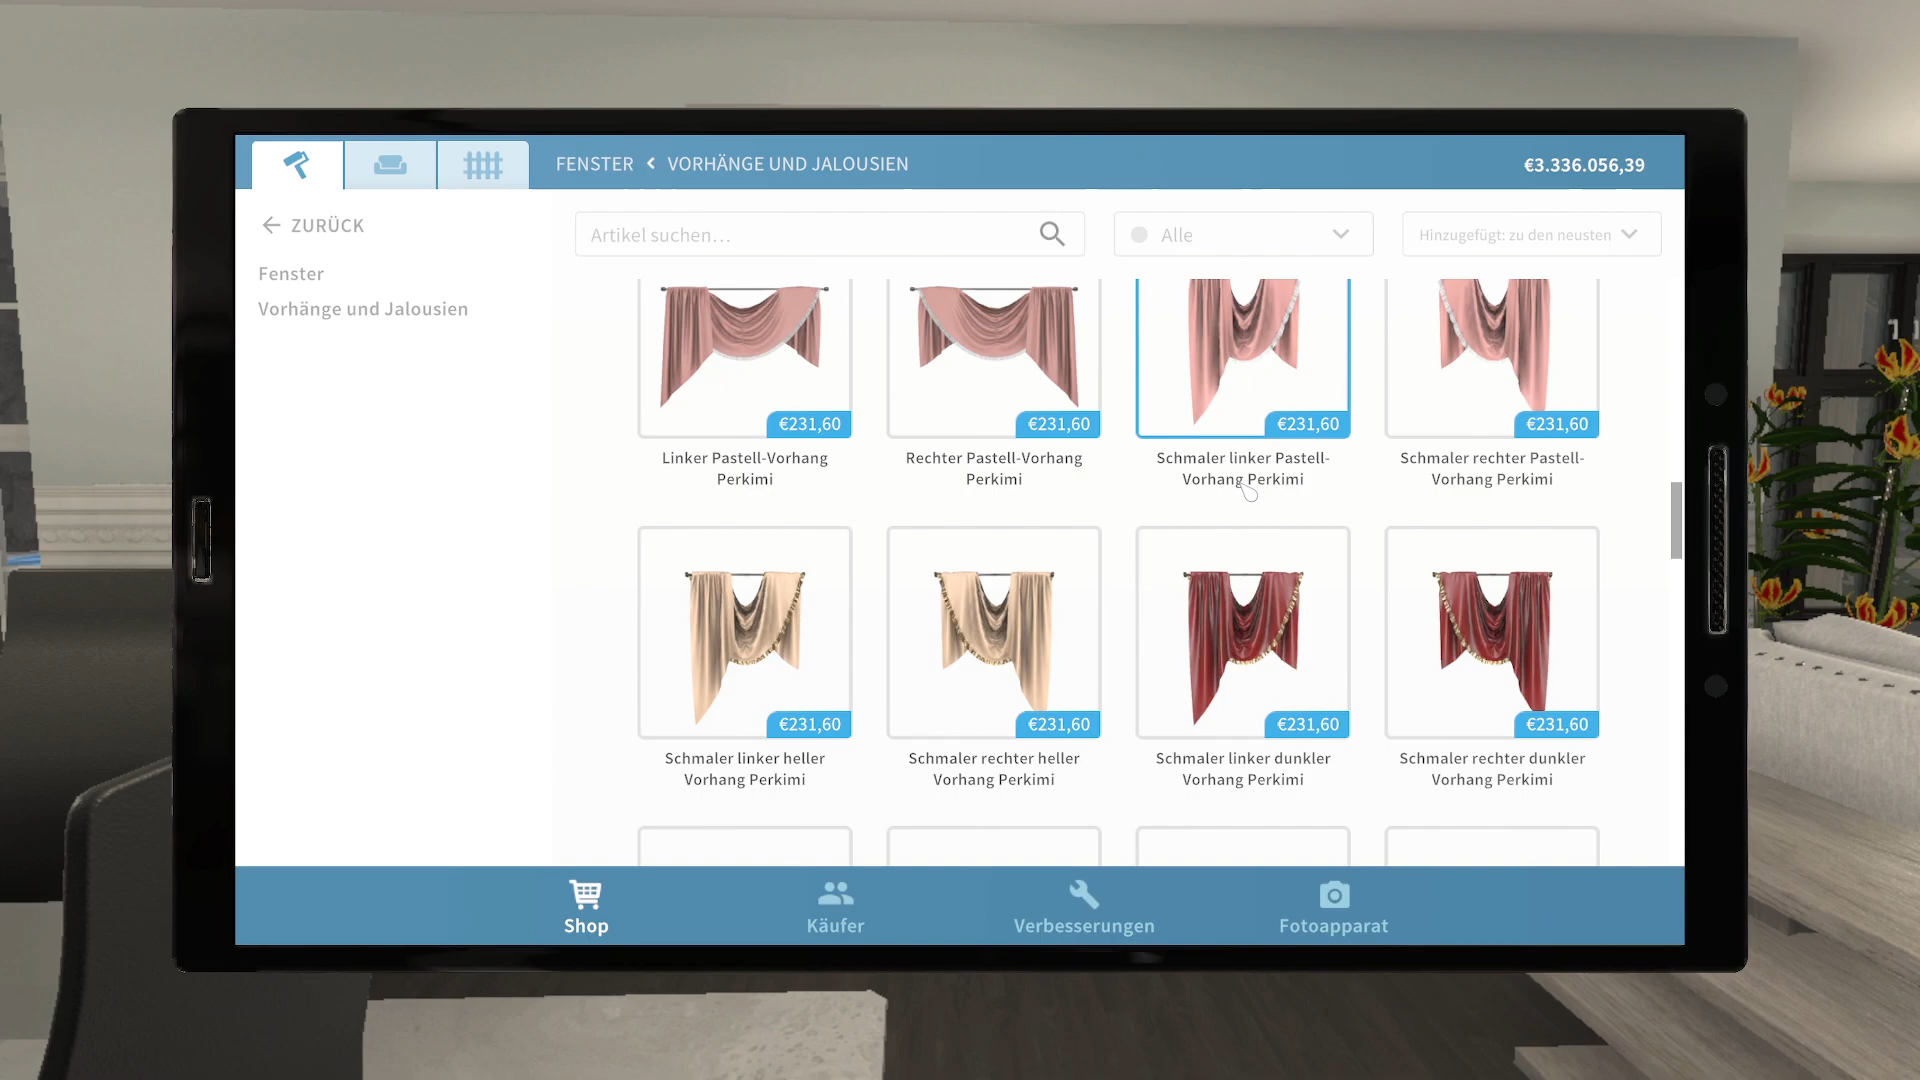 FENSTER < VORHÄNGE UND JALOUSIEN
€3.336.056,39
ZURÜCK
Fenster
Vorhänge und Jalousien
Artikel suchen...
Alle
Hinzugefügt: zu den neusten
€231,60
€231,60
€231,60
€231,60
Linker Pastell-Vorhang
Perkimi
Rechter Pastell-Vorhang
Perkimi
Schmaler linker Pastell-
Vorhang Perkimi
Schmaler rechter Pastell-
Vorhang Perkimi
€231,60
€231,60
€231,60
€231,60
Schmaler linker heller
Vorhang Perkimi
Schmaler rechter heller
Vorhang Perkimi
Schmaler linker dunkler
Vorhang Perkimi
Schmaler rechter dunkler
Vorhang Perkimi
Shop
Käufer
Verbesserungen
Fotoapparat